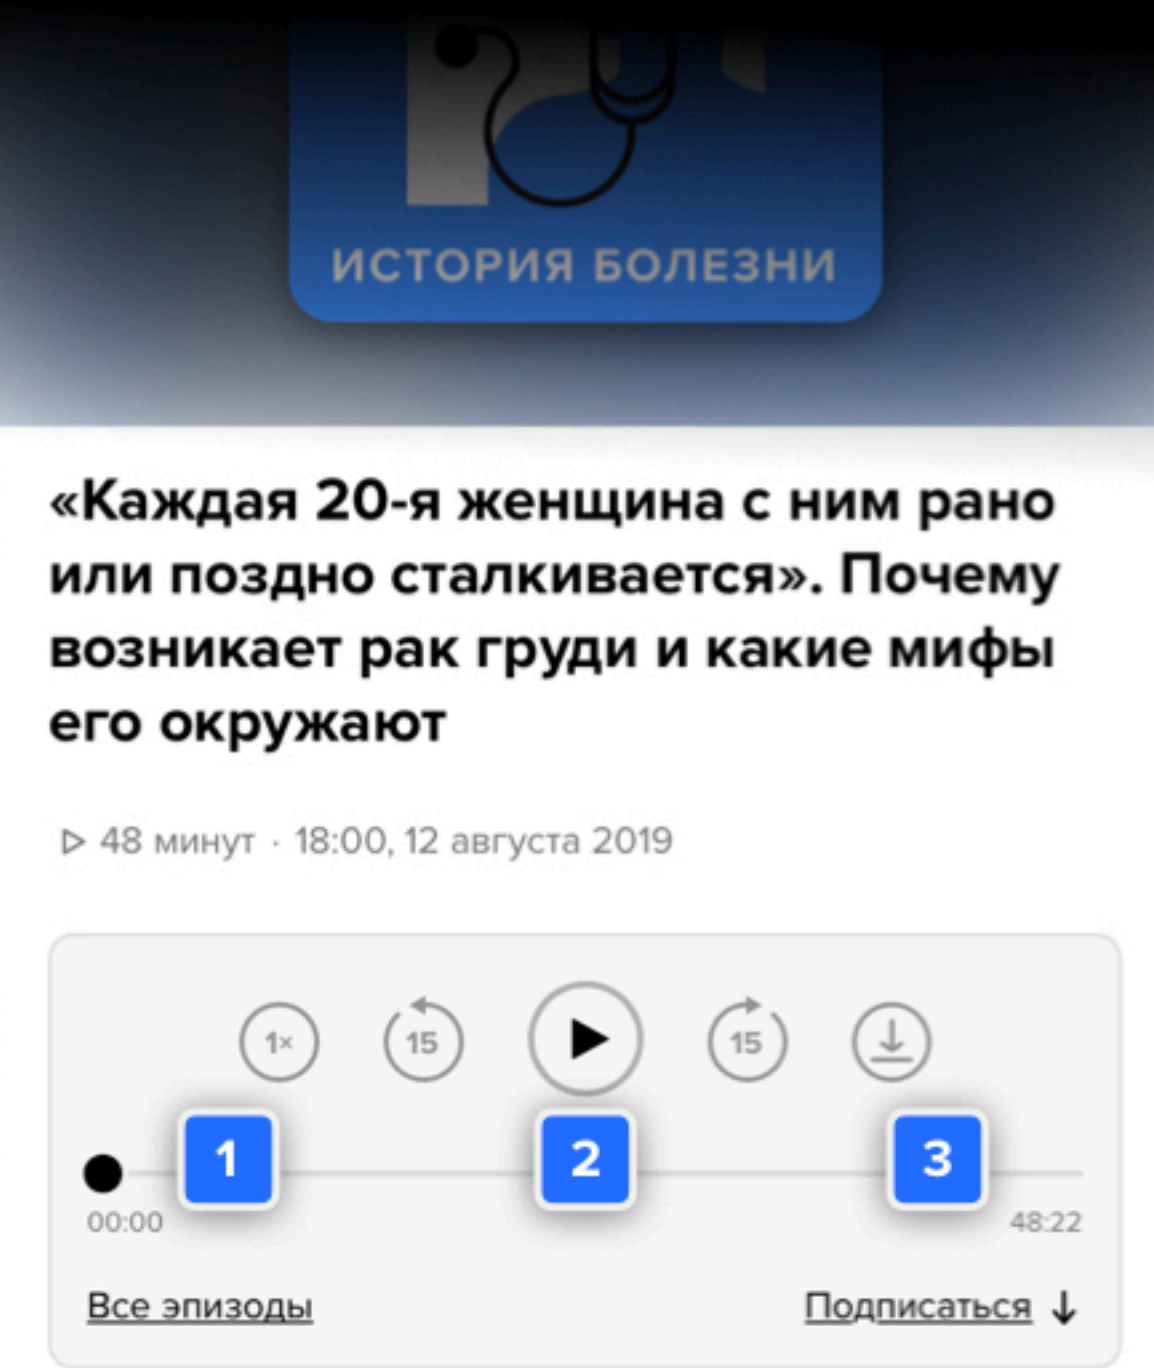 ИСТОРИЯ БОЛЕЗНИ
«Каждая 20-я женщина с ним рано
или поздно сталкивается». Почему
возникает рак груди и какие мифы
его окружают
48 минут · 18:00, 12 августа 2019
1× 15 15
1 2 3
00:00 48:22
Все эпизоды Подписаться ↓